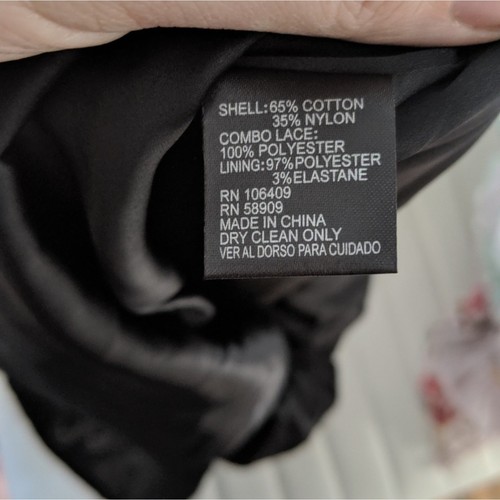 SHELL:65% COTTON
35% NYLON
COMBO LACE:
100% POLYESTER
LINING:97%POLYESTER
3%ELASTANE
RN 106409
RN 58909
MADE IN CHINA
DRY CLEAN ONLY
VER AL DORSO PARA CUIDADO